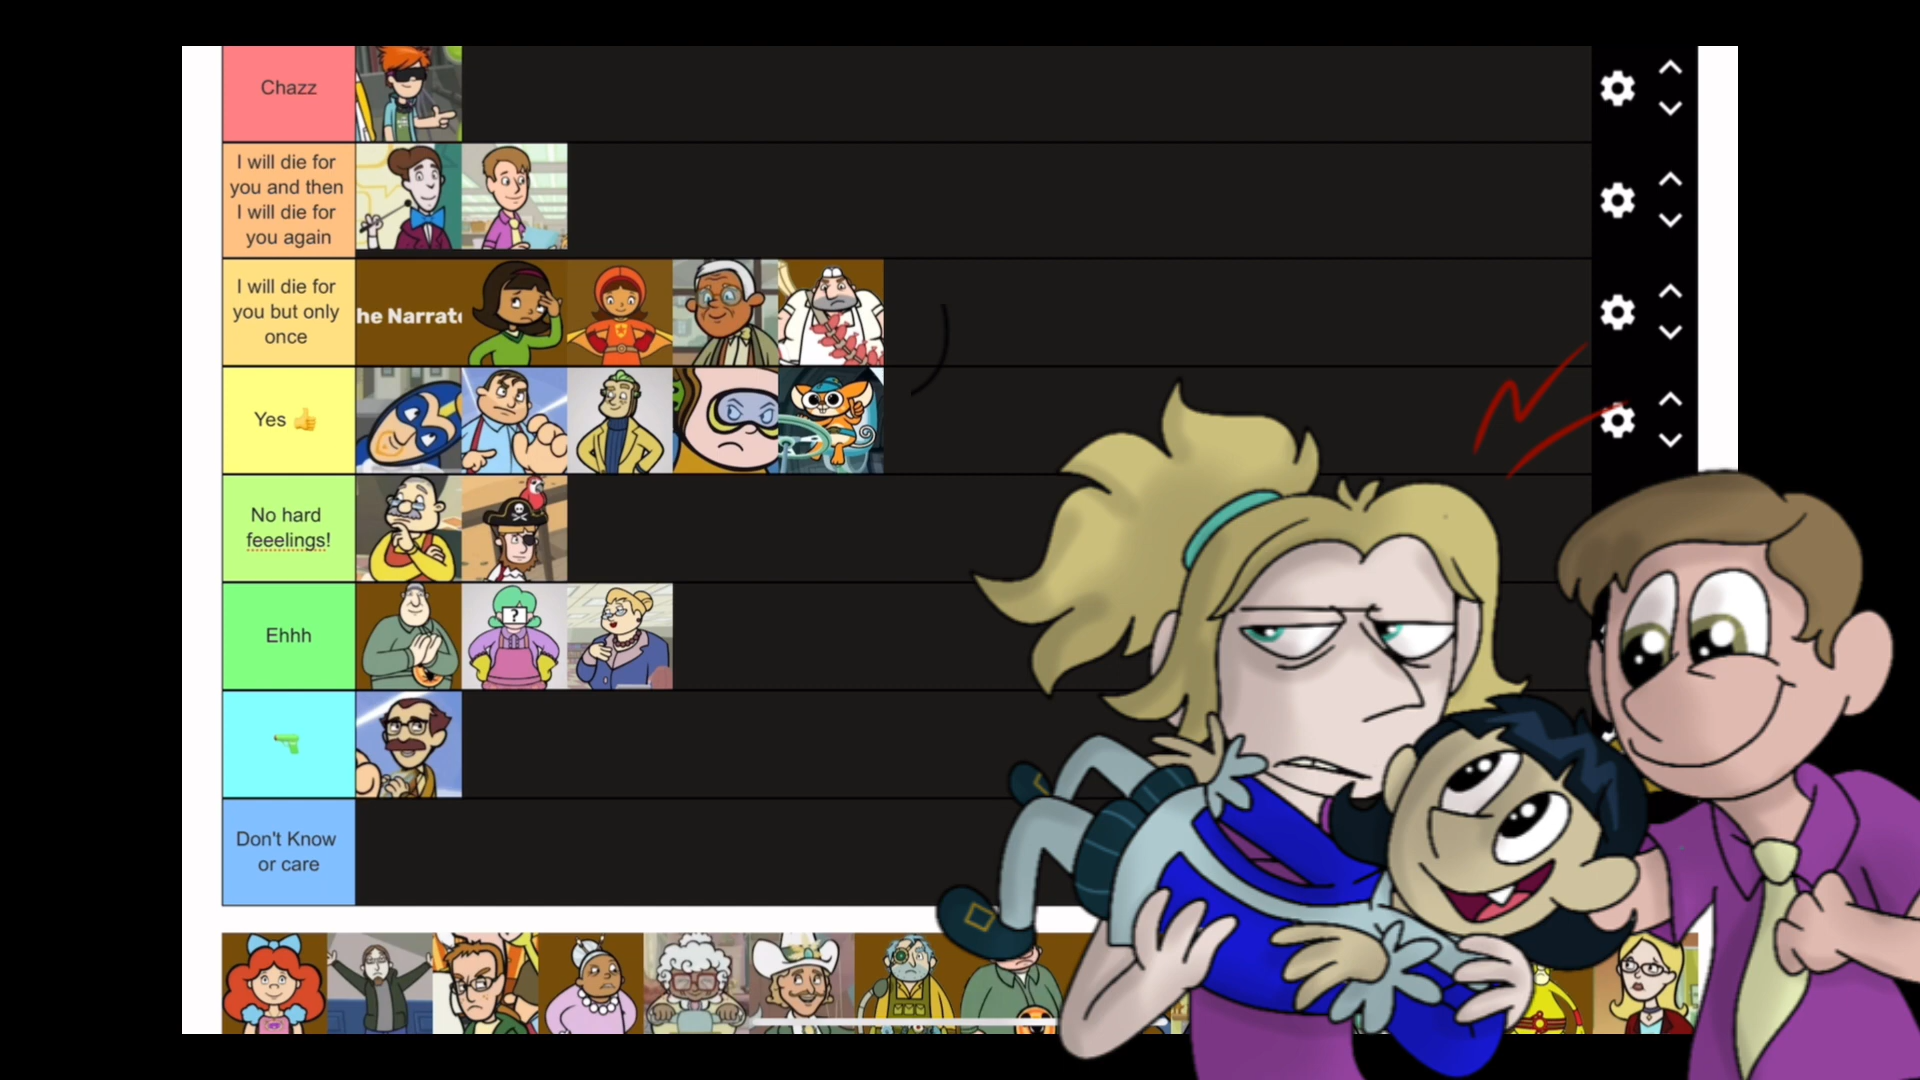 Chazz
I will die for
you and then
I will die for
you again
I will die for
you but only
once
he Narrat
Yes 👍
No hard
feeelings!
?
Ehhh
🔫
Don't Know
or care